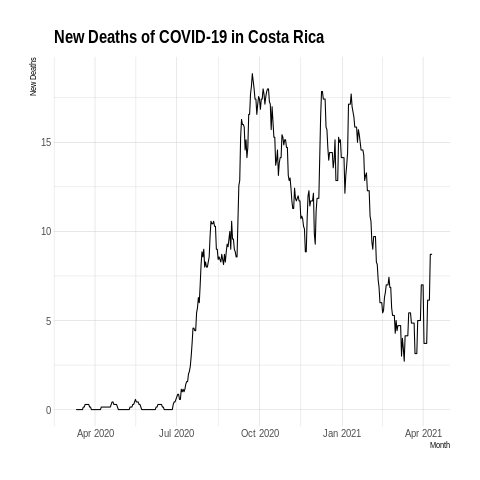 New Deaths of COVID-19 in Costa Rica
New Deaths
15
10
5
0
Apr 2020 Jul 2020 Oct 2020 Jan 2021 Apr 2021
Month